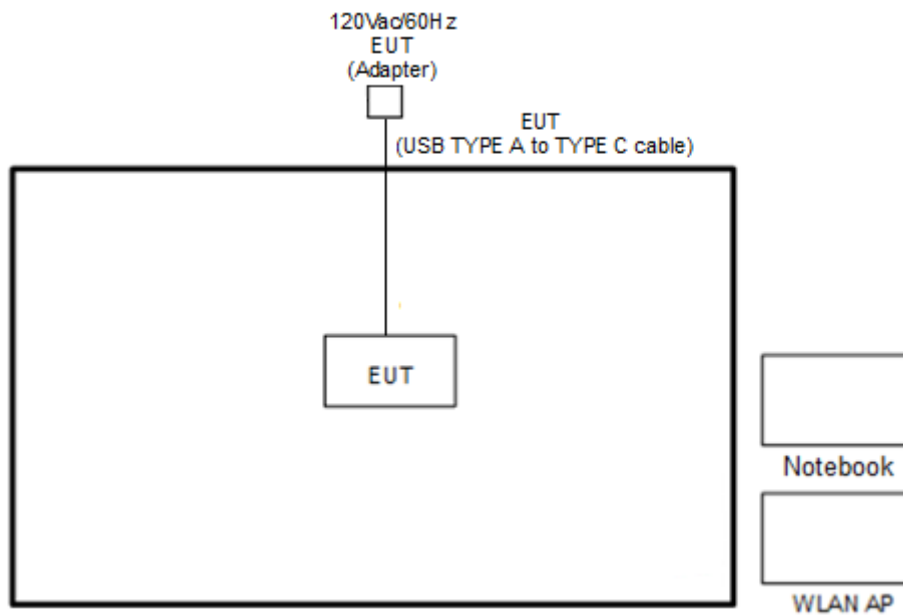 120Vac/60Hz
EUT
(Adapter)
EUT
(USB TYPE A to TYPE C cable)
EUT
Notebook
WLAN AP